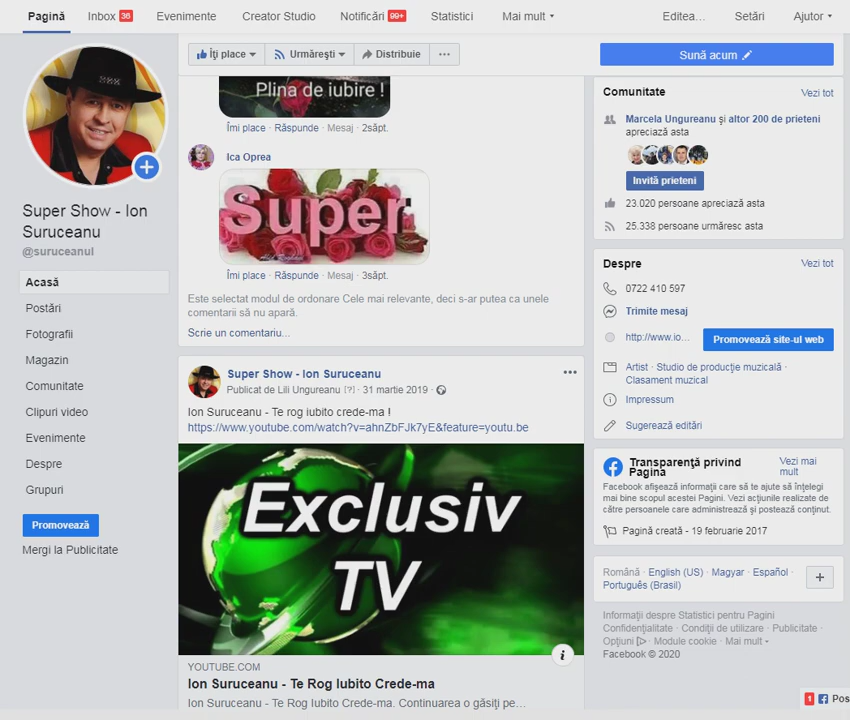 Pagină Inbox 36 Evenimente Creator Studio Notificări 99+ Statistici Mai mult Editea... Setări Ajutor
Super Show - Ion
Suruceanu
@suruceanul
Acasă
Postări
Fotografii
Magazin
Comunitate
Clipuri video
Evenimente
Despre
Grupuri
Promovează
Mergi la Publicitate
Îți place Urmărești Distribuie ...
Plina de iubire !
Îmi place · Răspunde · Mesaj · 2săpt.
Ica Oprea
Super
Îmi place · Răspunde · Mesaj · 3săpt.
Este selectat modul de ordonare Cele mai relevante, deci s-ar putea ca unele
comentarii să nu apară.
Scrie un comentariu...
Super Show - Ion Suruceanu
Publicat de Lili Ungureanu [?] · 31 martie 2019 ·
Ion Suruceanu - Te rog iubito crede-ma !
https://www.youtube.com/watch?v=ahnZbFJk7yE&feature=youtu.be
Exclusiv
TV
YOUTUBE.COM
Ion Suruceanu - Te Rog Iubito Crede-ma
Ion Suruceanu - Te Rog Iubito Crede-ma. Continuarea o găsiți pe...
Sună acum
Comunitate Vezi tot
Marcela Ungureanu și altor 200 de prieteni
apreciază asta
Invită prieteni
23.020 persoane apreciază asta
25.338 persoane urmăresc asta
Despre Vezi tot
0722 410 597
Trimite mesaj
http://www.io... Promovează site-ul web
Artist · Studio de producție muzicală ·
Clasament muzical
Impressum
Sugerează editări
Transparență privind Vezi mai
Pagina mult
Facebook afișează informații care să te ajute să înțelegi
mai bine scopul acestei Pagini. Vezi acțiunile realizate de
către persoanele care administrează și postează conținut.
Pagină creată - 19 februarie 2017
Română · English (US) · Magyar · Español ·
Português (Brasil)
Informații despre Statistici pentru Pagini
Confidențialitate · Condiții de utilizare · Publicitate ·
Opțiuni · Module cookie · Mai mult
Facebook © 2020
1 Pos